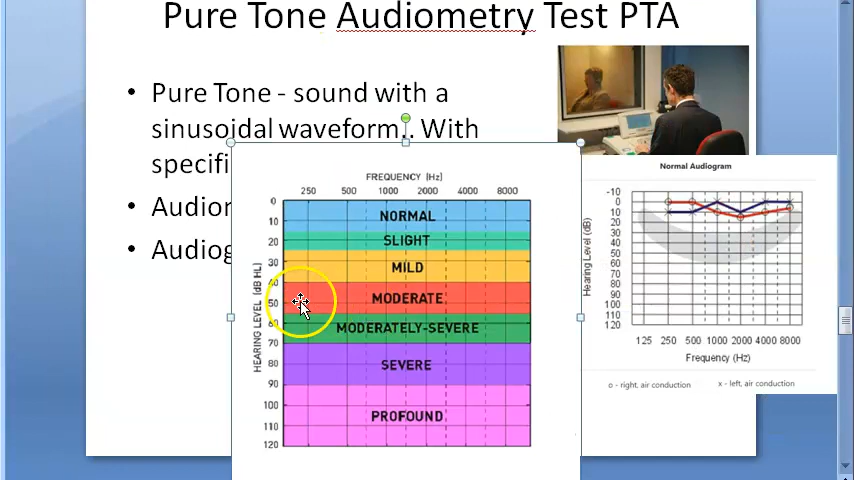 Pure Tone Audiometry Test PTA
• Pure Tone - sound with a
sinusoidal waveform.. With
specifi
• Audior
• Audiog
FREQUENCY (Hz)
250 500 1000 2000 4000 8000
HEARING LEVEL (dB HL)
0
10
20
30
40
50
60
70
80
90
100
110
120
NORMAL
SLIGHT
MILD
MODERATE
MODERATELY-SEVERE
SEVERE
PROFOUND
Normal Audiogram
Hearing Level (dB)
-10
0
10
20
30
40
50
60
70
80
90
100
110
120
125 250 500 1000 2000 4000 8000
Frequency (Hz)
o - right, air conduction x - left, air conduction